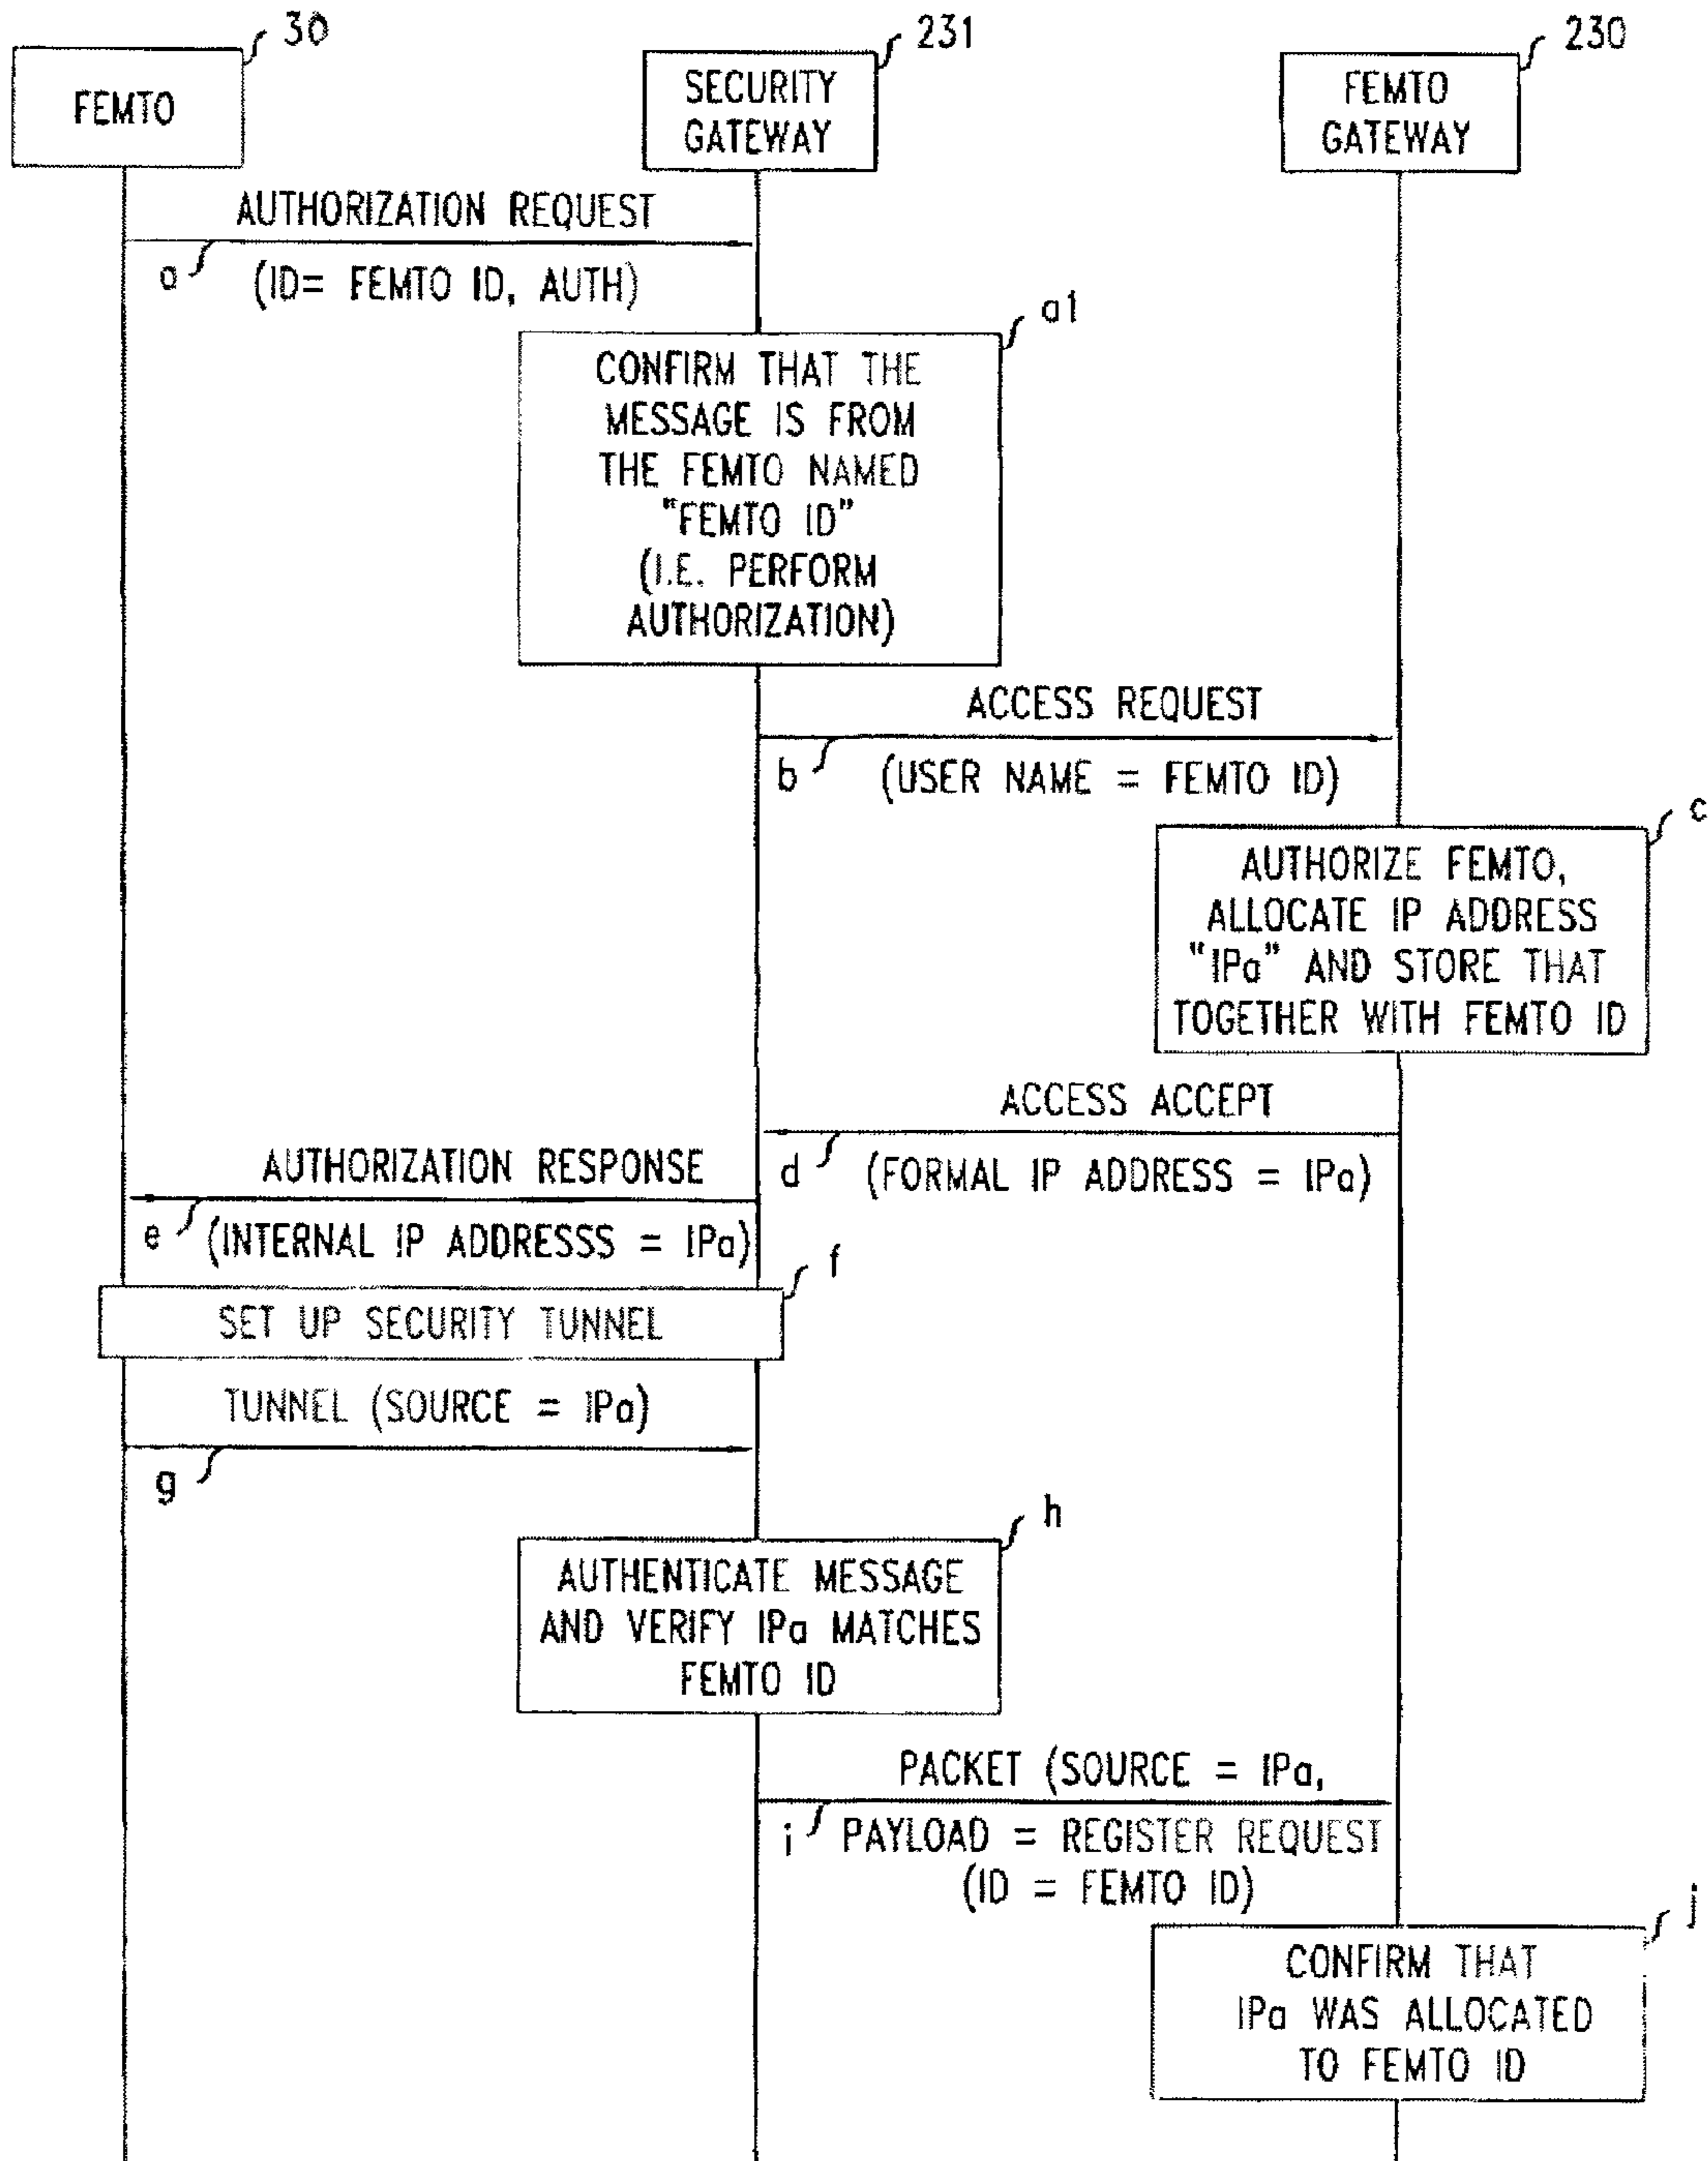 30
231
230
FEMTO
SECURITY
GATEWAY
FEMTO
GATEWAY
AUTHORIZATION REQUEST
a
(ID= FEMTO ID, AUTH)
a1
CONFIRM THAT THE
MESSAGE IS FROM
THE FEMTO NAMED
"FEMTO ID"
(I.E. PERFORM
AUTHORIZATION)
ACCESS REQUEST
b
(USER NAME = FEMTO ID)
c
AUTHORIZE FEMTO,
ALLOCATE IP ADDRESS
"IPa" AND STORE THAT
TOGETHER WITH FEMTO ID
ACCESS ACCEPT
d
(FORMAL IP ADDRESS = IPa)
AUTHORIZATION RESPONSE
e
(INTERNAL IP ADDRESSS = IPa)
f
SET UP SECURITY TUNNEL
TUNNEL (SOURCE = IPa)
g
h
AUTHENTICATE MESSAGE
AND VERIFY IPa MATCHES
FEMTO ID
PACKET (SOURCE = IPa,
i
PAYLOAD = REGISTER REQUEST
(ID = FEMTO ID)
j
CONFIRM THAT
IPa WAS ALLOCATED
TO FEMTO ID